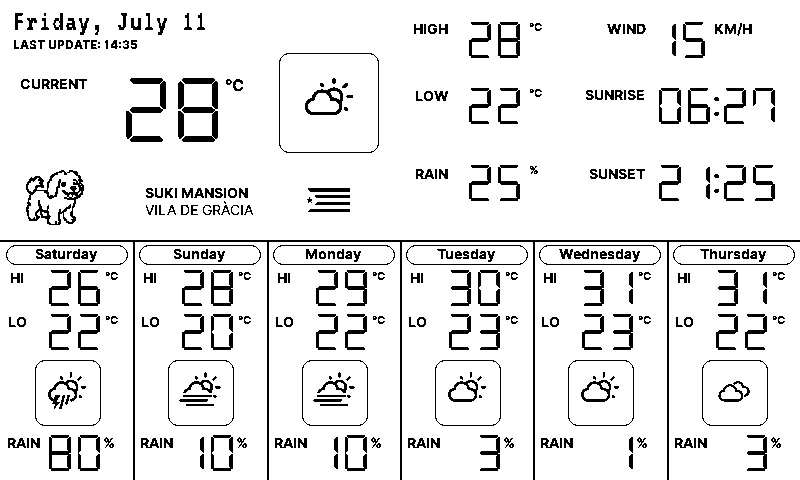 Friday, July 11
LAST UPDATE: 14:35
CURRENT 28 °C
HIGH 28 °C
WIND 15 KM/H
LOW 22 °C
SUNRISE 06:27
RAIN 25 %
SUNSET 21:25
SUKI MANSION
VILA DE GRÀCIA
Saturday
HI 26 °C
LO 22 °C
RAIN 80 %
Sunday
HI 28 °C
LO 20 °C
RAIN 10 %
Monday
HI 29 °C
LO 22 °C
RAIN 10 %
Tuesday
HI 30 °C
LO 23 °C
RAIN 3 %
Wednesday
HI 31 °C
LO 23 °C
RAIN 1 %
Thursday
HI 31 °C
LO 22 °C
RAIN 3 %